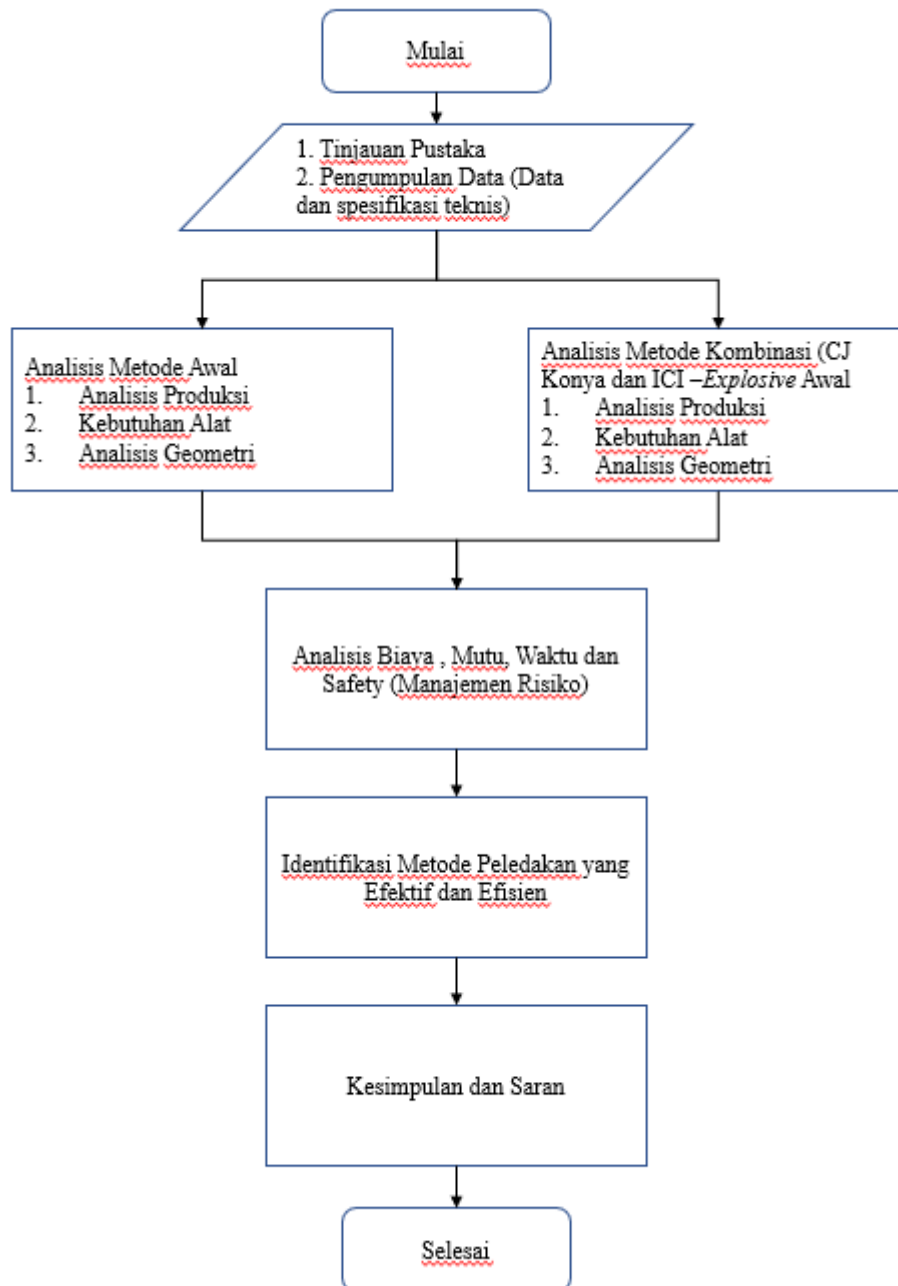 Mulai
1. Tinjauan Pustaka
2. Pengumpulan Data (Data
dan spesifikasi teknis)
Analisis Metode Awal
1. Analisis Produksi
2. Kebutuhan Alat
3. Analisis Geometri
Analisis Metode Kombinasi (CJ
Konya dan ICI –Explosive Awal
1. Analisis Produksi
2. Kebutuhan Alat
3. Analisis Geometri
Analisis Biaya , Mutu, Waktu dan
Safety (Manajemen Risiko)
Identifikasi Metode Peledakan yang
Efektif dan Efisien
Kesimpulan dan Saran
Selesai